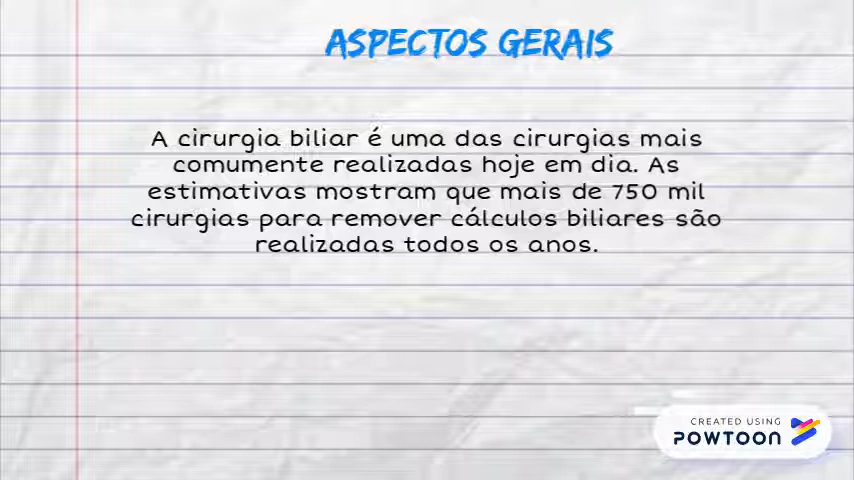 ASPECTOS GERAIS
A cirurgia biliar é uma das cirurgias mais
comumente realizadas hoje em dia. As
estimativas mostram que mais de 750 mil
cirurgias para remover cálculos biliares são
realizadas todos os anos.
CREATED USING
POWTOON